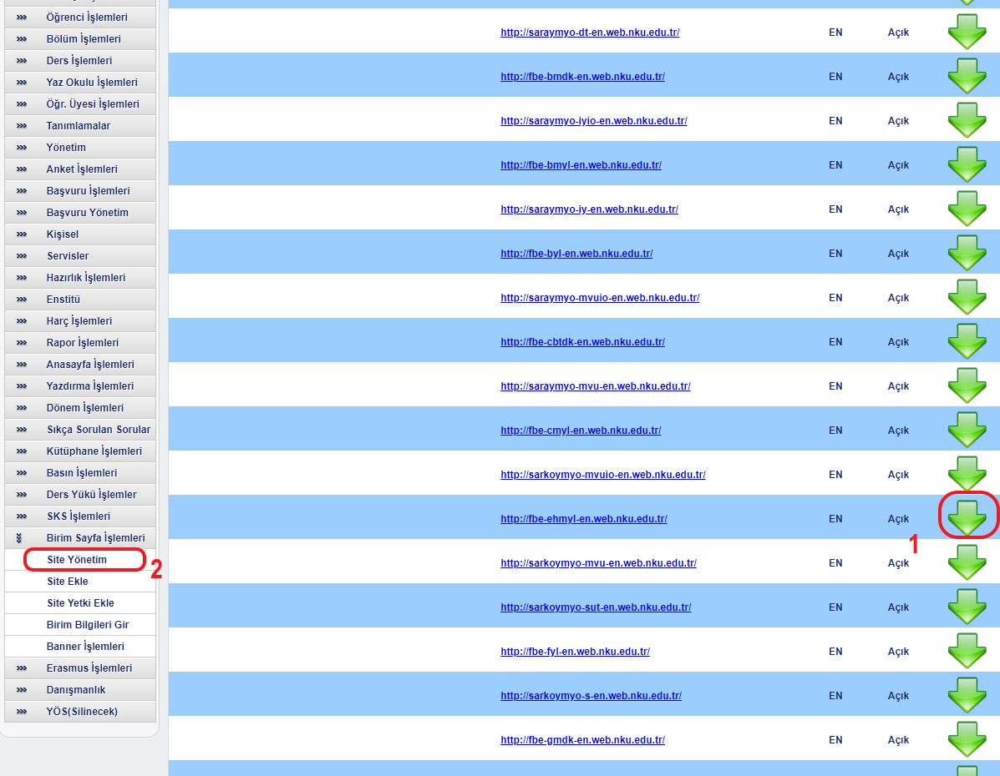 Öğrenci İşlemleri
Bölüm İşlemleri
Ders İşlemleri
Yaz Okulu İşlemleri
Öğr. Üyesi İşlemleri
Tanımlamalar
Yönetim
Anket İşlemleri
Başvuru İşlemleri
Başvuru Yönetim
Kişisel
Servisler
Hazırlık İşlemleri
Enstitü
Harç İşlemleri
Rapor İşlemleri
Anasayfa İşlemleri
Yazdırma İşlemleri
Dönem İşlemleri
Sıkça Sorulan Sorular
Kütüphane İşlemleri
Basın İşlemleri
Ders Yükü İşlemler
SKS İşlemleri
Birim Sayfa İşlemleri
Site Yönetim 2
Site Ekle
Site Yetki Ekle
Birim Bilgileri Gir
Banner İşlemleri
Erasmus İşlemleri
Danışmanlık
YÖS(Silinecek)
http://saraymyo-dt-en.web.nku.edu.tr/ EN Açık
http://fbe-bmdk-en.web.nku.edu.tr/ EN Açık
http://saraymyo-iyio-en.web.nku.edu.tr/ EN Açık
http://fbe-bmyl-en.web.nku.edu.tr/ EN Açık
http://saraymyo-iy-en.web.nku.edu.tr/ EN Açık
http://fbe-byl-en.web.nku.edu.tr/ EN Açık
http://saraymyo-mvuio-en.web.nku.edu.tr/ EN Açık
http://fbe-cbtdk-en.web.nku.edu.tr/ EN Açık
http://saraymyo-mvu-en.web.nku.edu.tr/ EN Açık
http://fbe-cmyl-en.web.nku.edu.tr/ EN Açık
http://sarkoymyo-mvuio-en.web.nku.edu.tr/ EN Açık
http://fbe-ehmyl-en.web.nku.edu.tr/ EN Açık
1
http://sarkoymyo-mvu-en.web.nku.edu.tr/ EN Açık
http://sarkoymyo-sut-en.web.nku.edu.tr/ EN Açık
http://fbe-fyl-en.web.nku.edu.tr/ EN Açık
http://sarkoymyo-s-en.web.nku.edu.tr/ EN Açık
http://fbe-gmdk-en.web.nku.edu.tr/ EN Açık